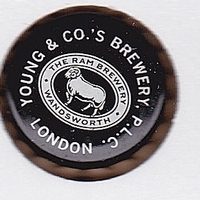 YOUNG & CO.'S BREWERY P.L.C.
LONDON
THE RAM BREWERY
WANDSWORTH